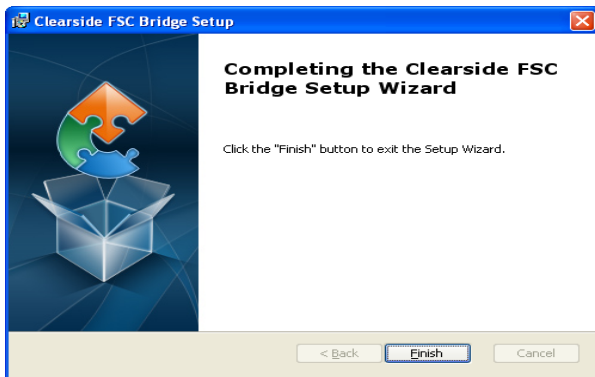 Clearside FSC Bridge Setup
Completing the Clearside FSC
Bridge Setup Wizard
Click the "Finish" button to exit the Setup Wizard.
< Back Finish Cancel